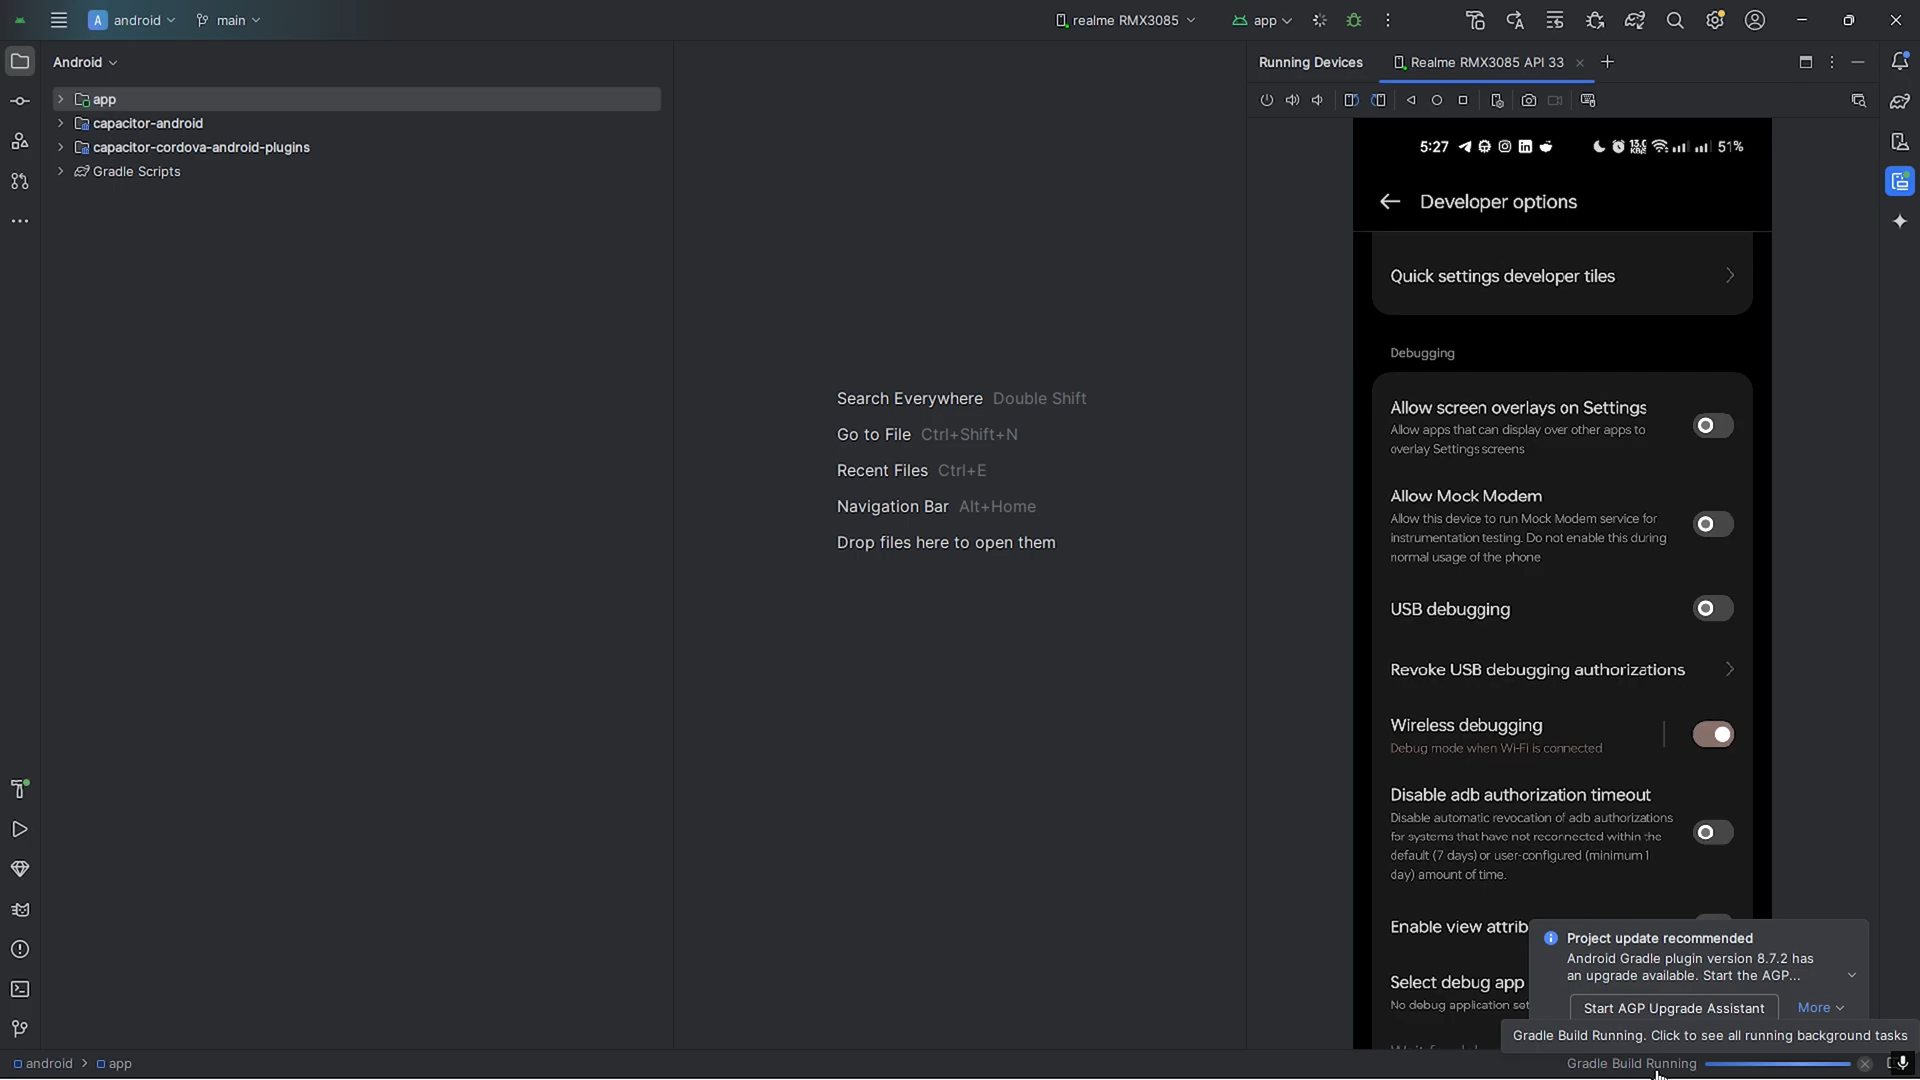 A android main
realme RMX3085 app
Android
app
capacitor-android
capacitor-cordova-android-plugins
Gradle Scripts
Search Everywhere Double Shift
Go to File Ctrl+Shift+N
Recent Files Ctrl+E
Navigation Bar Alt+Home
Drop files here to open them
Running Devices Realme RMX3085 API 33
5:27 51%
Developer options
Quick settings developer tiles
Debugging
Allow screen overlays on Settings
Allow apps that can display over other apps to
overlay Settings screens
Allow Mock Modem
Allow this device to run Mock Modem service for
instrumentation testing. Do not enable this during
normal usage of the phone
USB debugging
Revoke USB debugging authorizations
Wireless debugging
Debug mode when Wi-Fi is connected
Disable adb authorization timeout
Disable automatic revocation of adb authorizations
for systems that have not reconnected within the
default (7 days) or user-configured (minimum 1
day) amount of time.
Enable view attrib
Select debug app
No debug application set
Project update recommended
Android Gradle plugin version 8.7.2 has
an upgrade available. Start the AGP...
Start AGP Upgrade Assistant More
Gradle Build Running. Click to see all running background tasks
android > app
Gradle Build Running